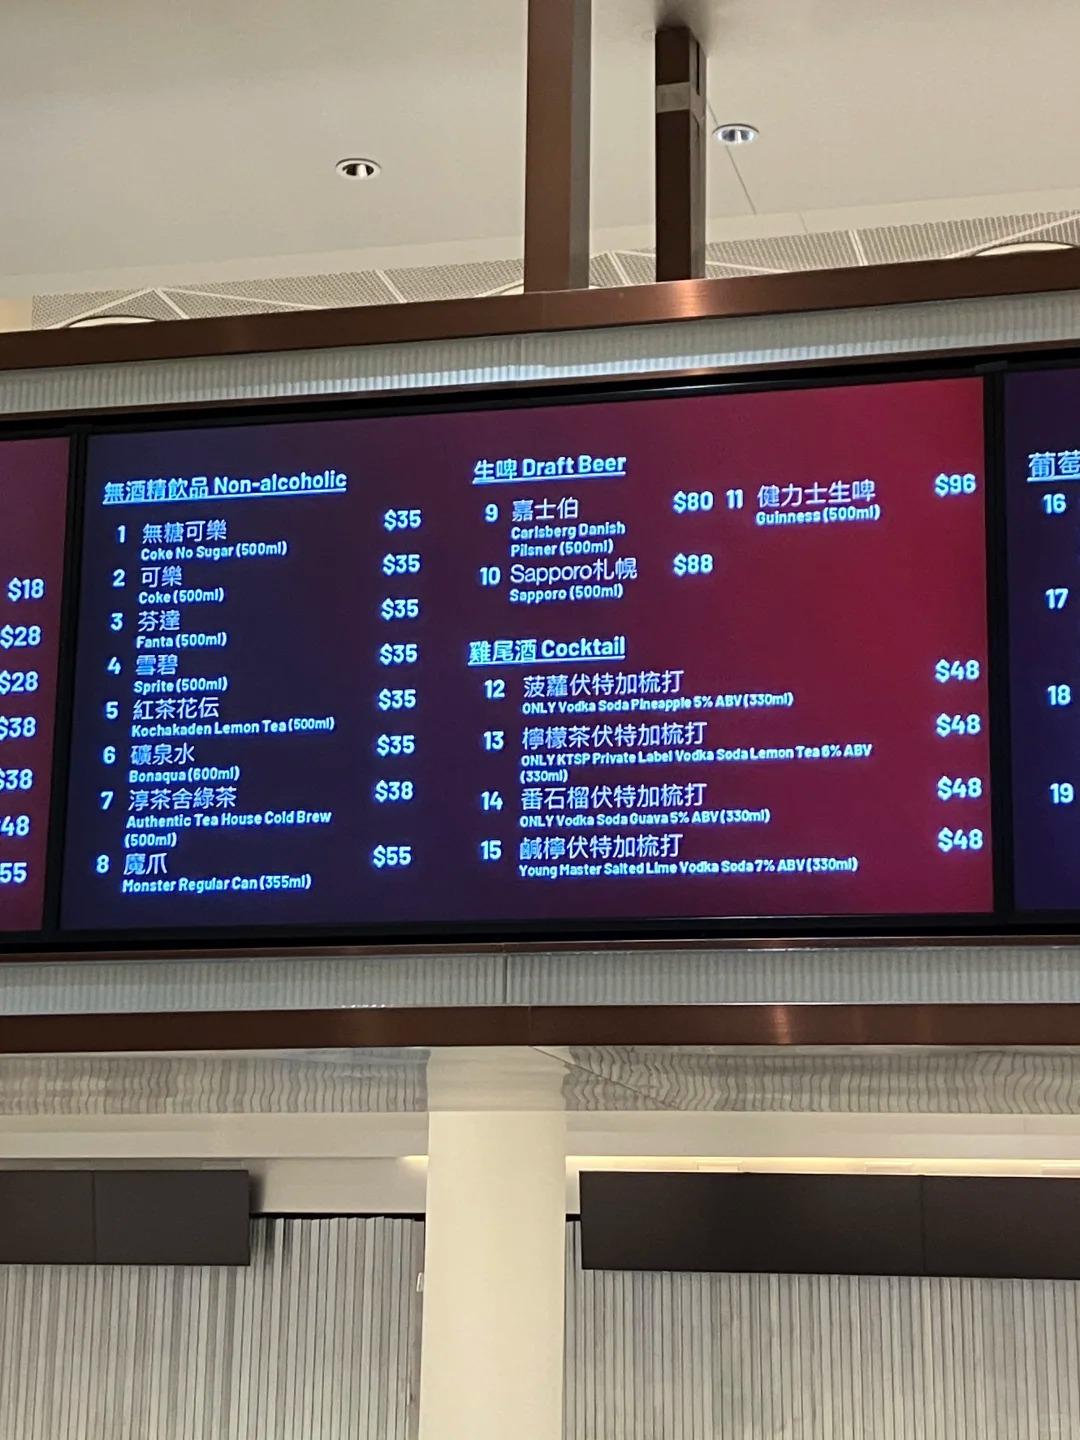 $18
$28
$28
$38
$38
48
55
無酒精飲品 Non-alcoholic
1 無糖可樂 $35
Coke No Sugar (500ml)
2 可樂 $35
Coke (500ml)
3 芬達 $35
Fanta (500ml)
4 雪碧 $35
Sprite (500ml)
5 紅茶花伝 $35
Kochakaden Lemon Tea (500ml)
6 礦泉水 $35
Bonaqua (600ml)
7 淳茶舍綠茶 $38
Authentic Tea House Cold Brew
(500ml)
8 魔爪 $55
Monster Regular Can (355ml)
生啤 Draft Beer
9 嘉士伯 $80
Carlsberg Danish
Pilsner (500ml)
10 Sapporo札幌 $88
Sapporo (500ml)
11 健力士生啤 $96
Guinness (500ml)
雞尾酒 Cocktail
12 菠蘿伏特加梳打 $48
ONLY Vodka Soda Pineapple 5% ABV (330ml)
13 檸檬茶伏特加梳打 $48
ONLY KTSP Private Label Vodka Soda Lemon Tea 6% ABV
(330ml)
14 番石榴伏特加梳打 $48
ONLY Vodka Soda Guava 5% ABV (330ml)
15 鹹檸伏特加梳打 $48
Young Master Salted Lime Vodka Soda 7% ABV (330ml)
葡萄
16
17
18
19